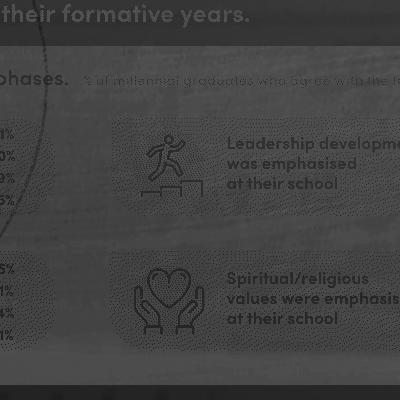 their formative years.
phases. % of millennial graduates who agree with the
1%
0%
9%
5%
Leadership developme
was emphasised
at their school
5%
1%
4%
1%
Spiritual/religious
values were emphasis
at their school